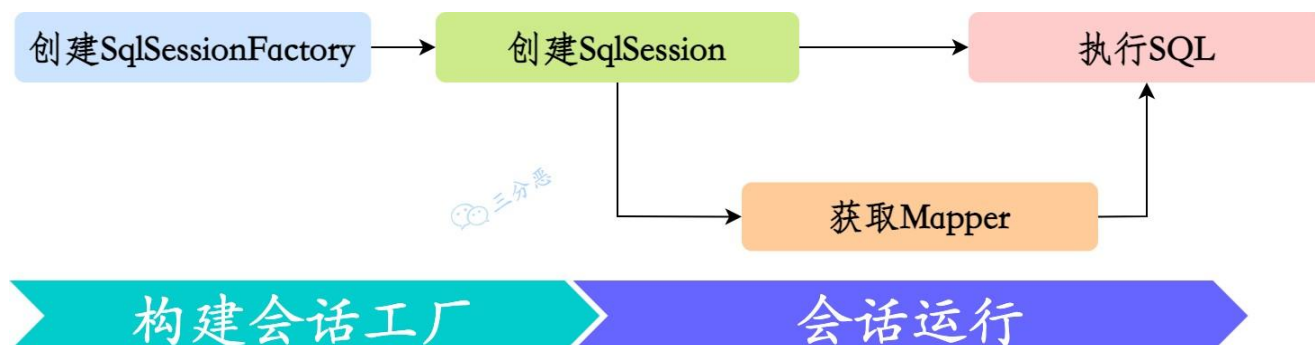 创建SqlSessionFactory
创建SqlSession
执行SQL
三分恶
获取Mapper
构建会话工厂
会话运行